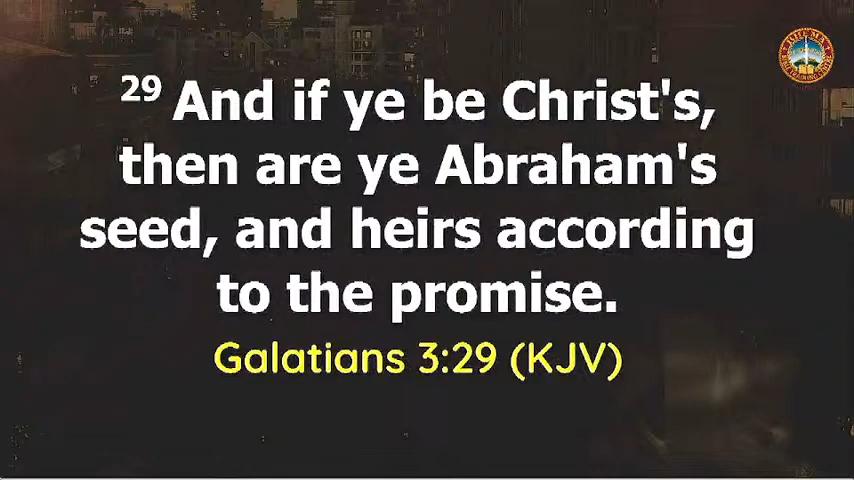 29 And if ye be Christ's,
then are ye Abraham's
seed, and heirs according
to the promise.
Galatians 3:29 (KJV)